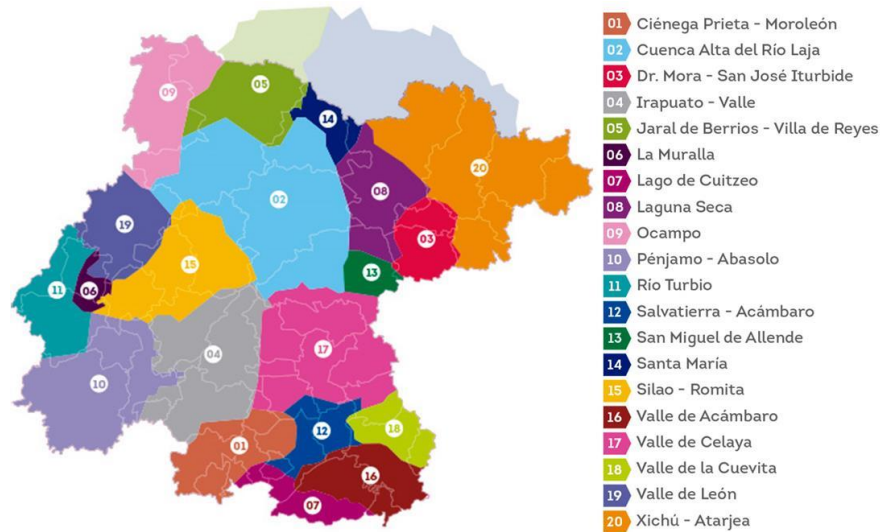 01 Ciénega Prieta - Moroleón
02 Cuenca Alta del Río Laja
03 Dr. Mora - San José Iturbide
04 Irapuato - Valle
05 Jaral de Berrios - Villa de Reyes
06 La Muralla
07 Lago de Cuitzeo
08 Laguna Seca
09 Ocampo
10 Pénjamo - Abasolo
11 Río Turbio
12 Salvatierra - Acámbaro
13 San Miguel de Allende
14 Santa María
15 Silao - Romita
16 Valle de Acámbaro
17 Valle de Celaya
18 Valle de la Cuevita
19 Valle de León
20 Xichú - Atarjea
05
09
14
20
08
02
19
03
15
13
11
06
17
04
10
18
12
01
16
07